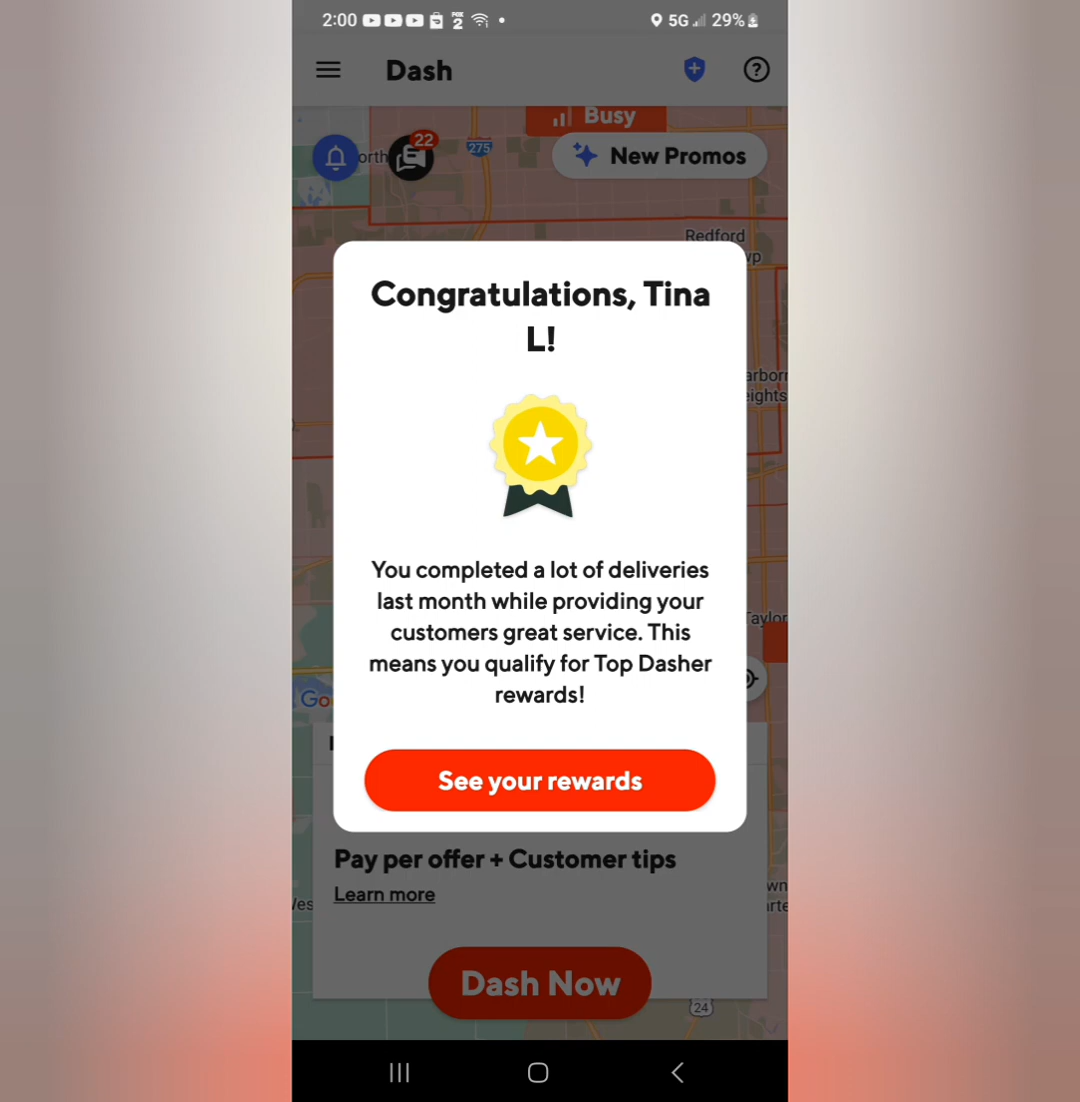 2:00
FOX 2
5G 29%
Dash
Busy
22
275
New Promos
Redford
Congratulations, Tina
L!
You completed a lot of deliveries
last month while providing your
customers great service. This
means you qualify for Top Dasher
rewards!
See your rewards
Pay per offer + Customer tips
Learn more
Dash Now
24